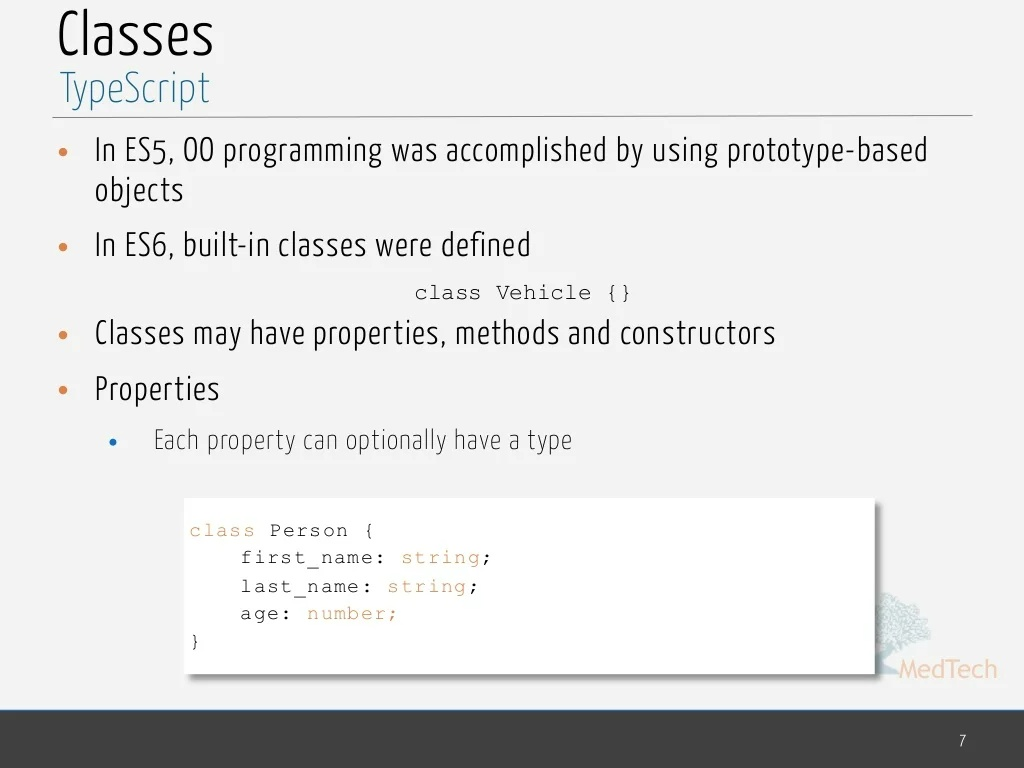 Classes
TypeScript
• In ES5, OO programming was accomplished by using prototype-based
objects
• In ES6, built-in classes were defined
class Vehicle {}
• Classes may have properties, methods and constructors
• Properties
• Each property can optionally have a type
class Person {
    first_name: string;
    last_name: string;
    age: number;
}
MedTech
7